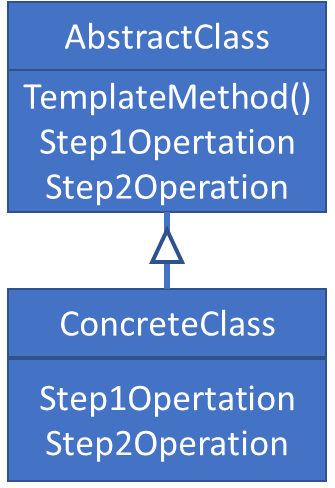 AbstractClass
TemplateMethod()
Step1Opertation
Step2Operation
ConcreteClass
Step1Opertation
Step2Operation